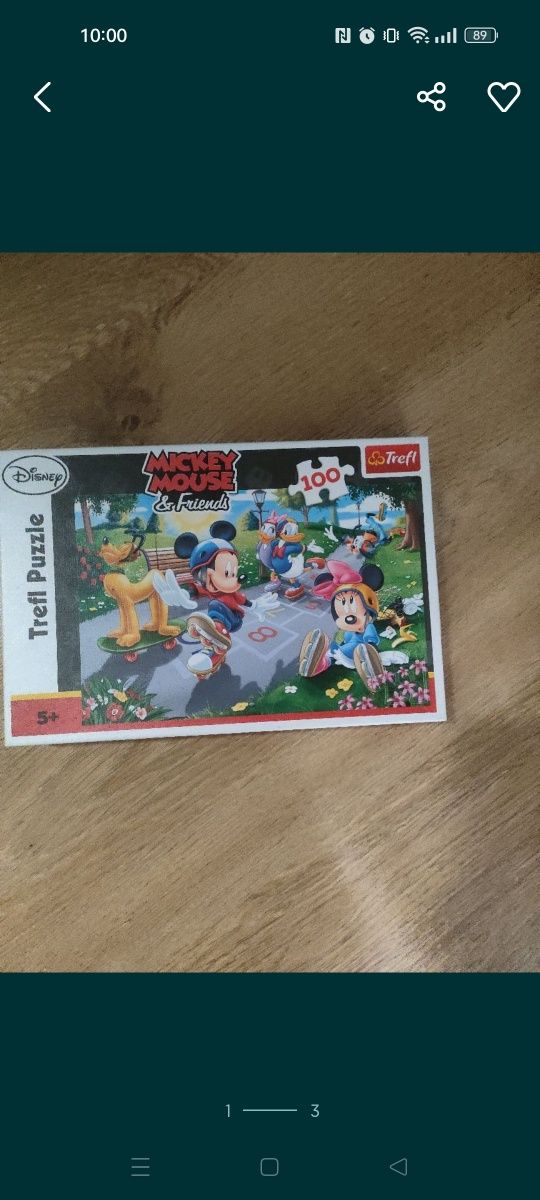 10:00
89
Disney
MICKEY
MOUSE
& Friends
100
Trefl
Trefl Puzzle
8
5+
1
3